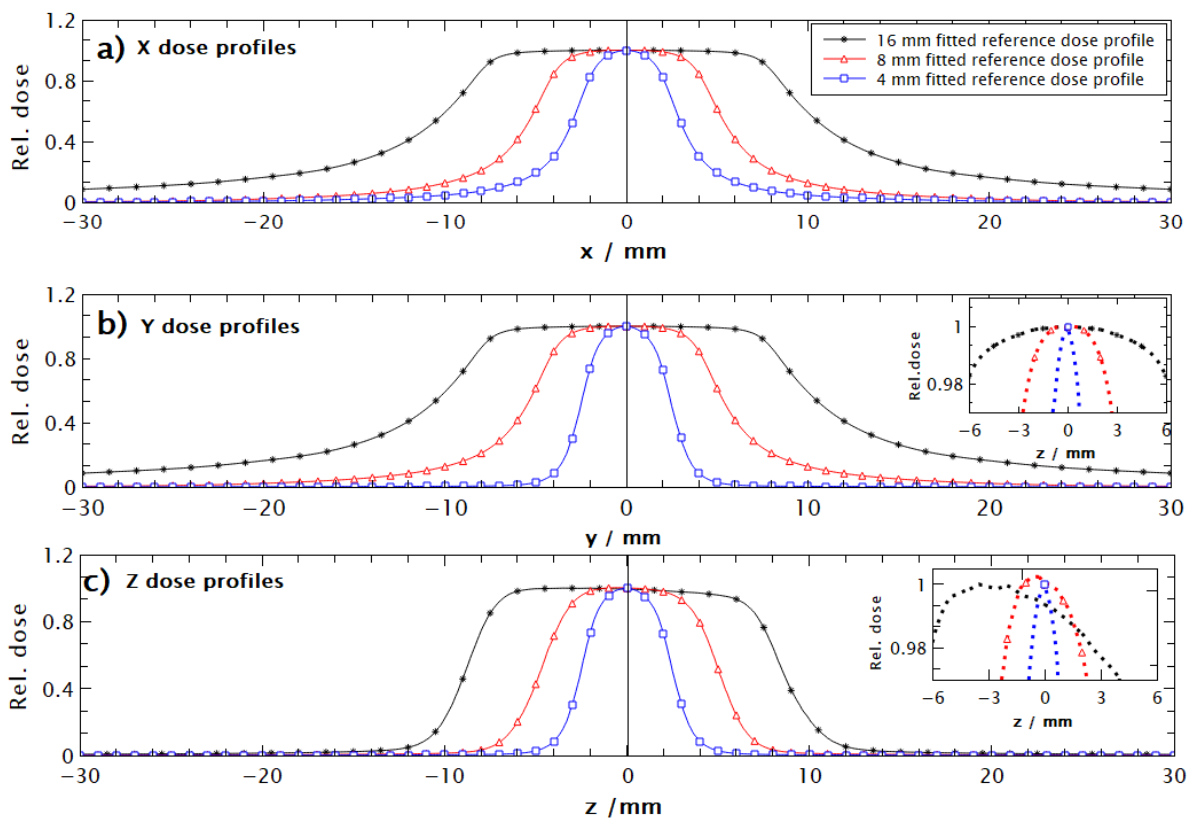 1.2
0.8
0.4
0
Rel. dose
a) X dose profiles
16 mm fitted reference dose profile
8 mm fitted reference dose profile
4 mm fitted reference dose profile
−30 −20 −10 0 10 20 30
x / mm
1.2
0.8
0.4
0
Rel. dose
b) Y dose profiles
1
0.98
Rel.dose
−6 −3 0 3 6
z / mm
−30 −20 −10 0 10 20 30
y / mm
1.2
0.8
0.4
0
Rel. dose
c) Z dose profiles
1
0.98
Rel. dose
−6 −3 0 3 6
z / mm
−30 −20 −10 0 10 20 30
z /mm